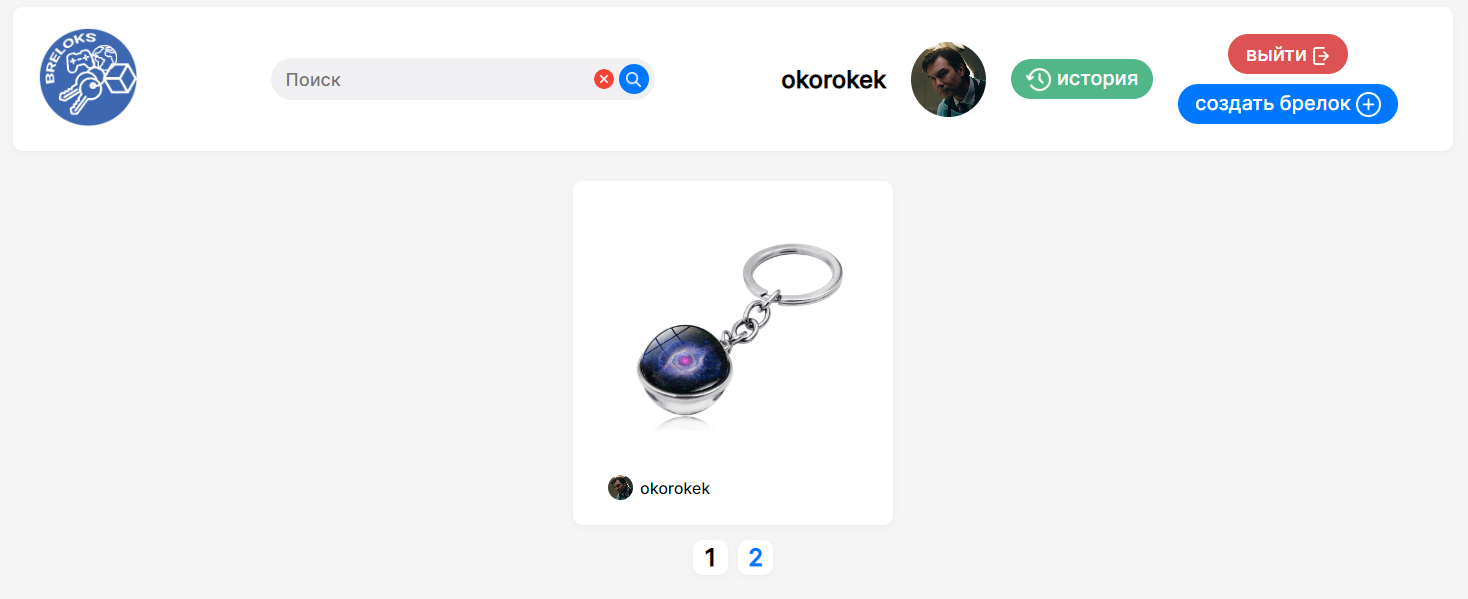 BRELOKS
Поиск
okorokek
история
выйти
создать брелок
okorokek
1 2